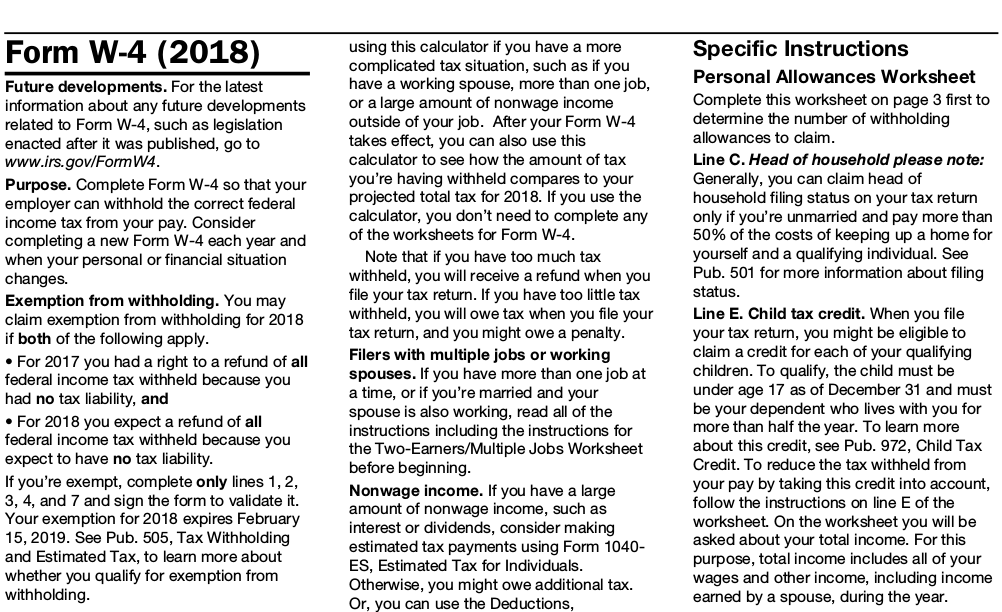 Form W-4 (2018)
Future developments. For the latest
information about any future developments
related to Form W-4, such as legislation
enacted after it was published, go to
www.irs.gov/FormW4.
Purpose. Complete Form W-4 so that your
employer can withhold the correct federal
income tax from your pay. Consider
completing a new Form W-4 each year and
when your personal or financial situation
changes.
Exemption from withholding. You may
claim exemption from withholding for 2018
if both of the following apply.
• For 2017 you had a right to a refund of all
federal income tax withheld because you
had no tax liability, and
• For 2018 you expect a refund of all
federal income tax withheld because you
expect to have no tax liability.
If you're exempt, complete only lines 1, 2,
3, 4, and 7 and sign the form to validate it.
Your exemption for 2018 expires February
15, 2019. See Pub. 505, Tax Withholding
and Estimated Tax, to learn more about
whether you qualify for exemption from
withholding.
using this calculator if you have a more
complicated tax situation, such as if you
have a working spouse, more than one job,
or a large amount of nonwage income
outside of your job. After your Form W-4
takes effect, you can also use this
calculator to see how the amount of tax
you're having withheld compares to your
projected total tax for 2018. If you use the
calculator, you don't need to complete any
of the worksheets for Form W-4.
Note that if you have too much tax
withheld, you will receive a refund when you
file your tax return. If you have too little tax
withheld, you will owe tax when you file your
tax return, and you might owe a penalty.
Filers with multiple jobs or working
spouses. If you have more than one job at
a time, or if you're married and your
spouse is also working, read all of the
instructions including the instructions for
the Two-Earners/Multiple Jobs Worksheet
before beginning.
Nonwage income. If you have a large
amount of nonwage income, such as
interest or dividends, consider making
estimated tax payments using Form 1040-
ES, Estimated Tax for Individuals.
Otherwise, you might owe additional tax.
Or, you can use the Deductions,
Specific Instructions
Personal Allowances Worksheet
Complete this worksheet on page 3 first to
determine the number of withholding
allowances to claim.
Line C. Head of household please note:
Generally, you can claim head of
household filing status on your tax return
only if you're unmarried and pay more than
50% of the costs of keeping up a home for
yourself and a qualifying individual. See
Pub. 501 for more information about filing
status.
Line E. Child tax credit. When you file
your tax return, you might be eligible to
claim a credit for each of your qualifying
children. To qualify, the child must be
under age 17 as of December 31 and must
be your dependent who lives with you for
more than half the year. To learn more
about this credit, see Pub. 972, Child Tax
Credit. To reduce the tax withheld from
your pay by taking this credit into account,
follow the instructions on line E of the
worksheet. On the worksheet you will be
asked about your total income. For this
purpose, total income includes all of your
wages and other income, including income
earned by a spouse, during the year.